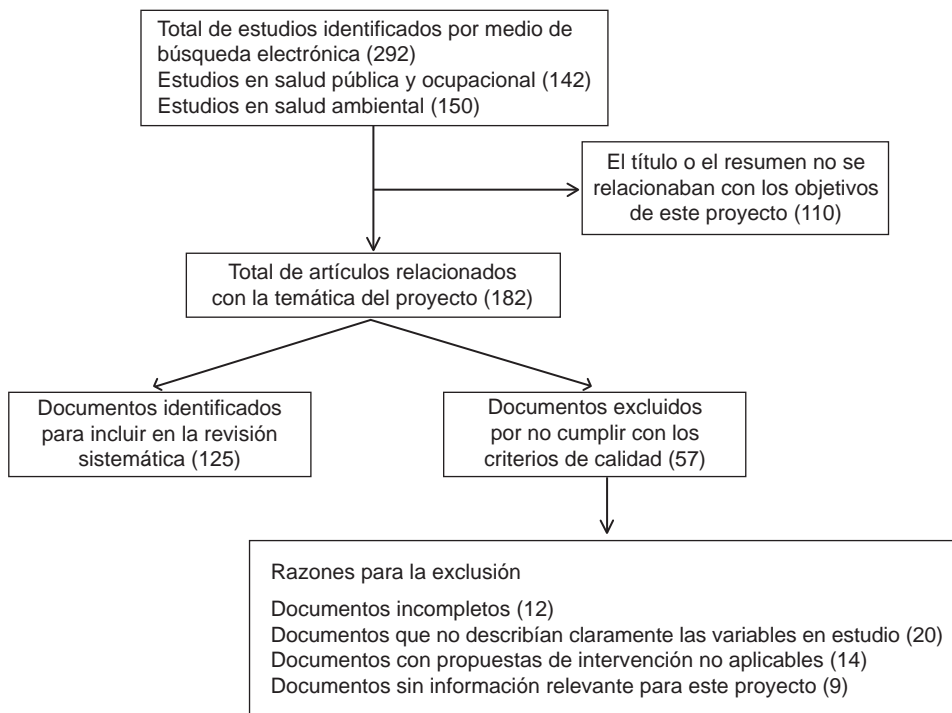 Total de estudios identificados por medio de
búsqueda electrónica (292)
Estudios en salud pública y ocupacional (142)
Estudios en salud ambiental (150)
El título o el resumen no se
relacionaban con los objetivos
de este proyecto (110)
Total de artículos relacionados
con la temática del proyecto (182)
Documentos identificados
para incluir en la revisión
sistemática (125)
Documentos excluidos
por no cumplir con los
criterios de calidad (57)
Razones para la exclusión
Documentos incompletos (12)
Documentos que no describían claramente las variables en estudio (20)
Documentos con propuestas de intervención no aplicables (14)
Documentos sin información relevante para este proyecto (9)